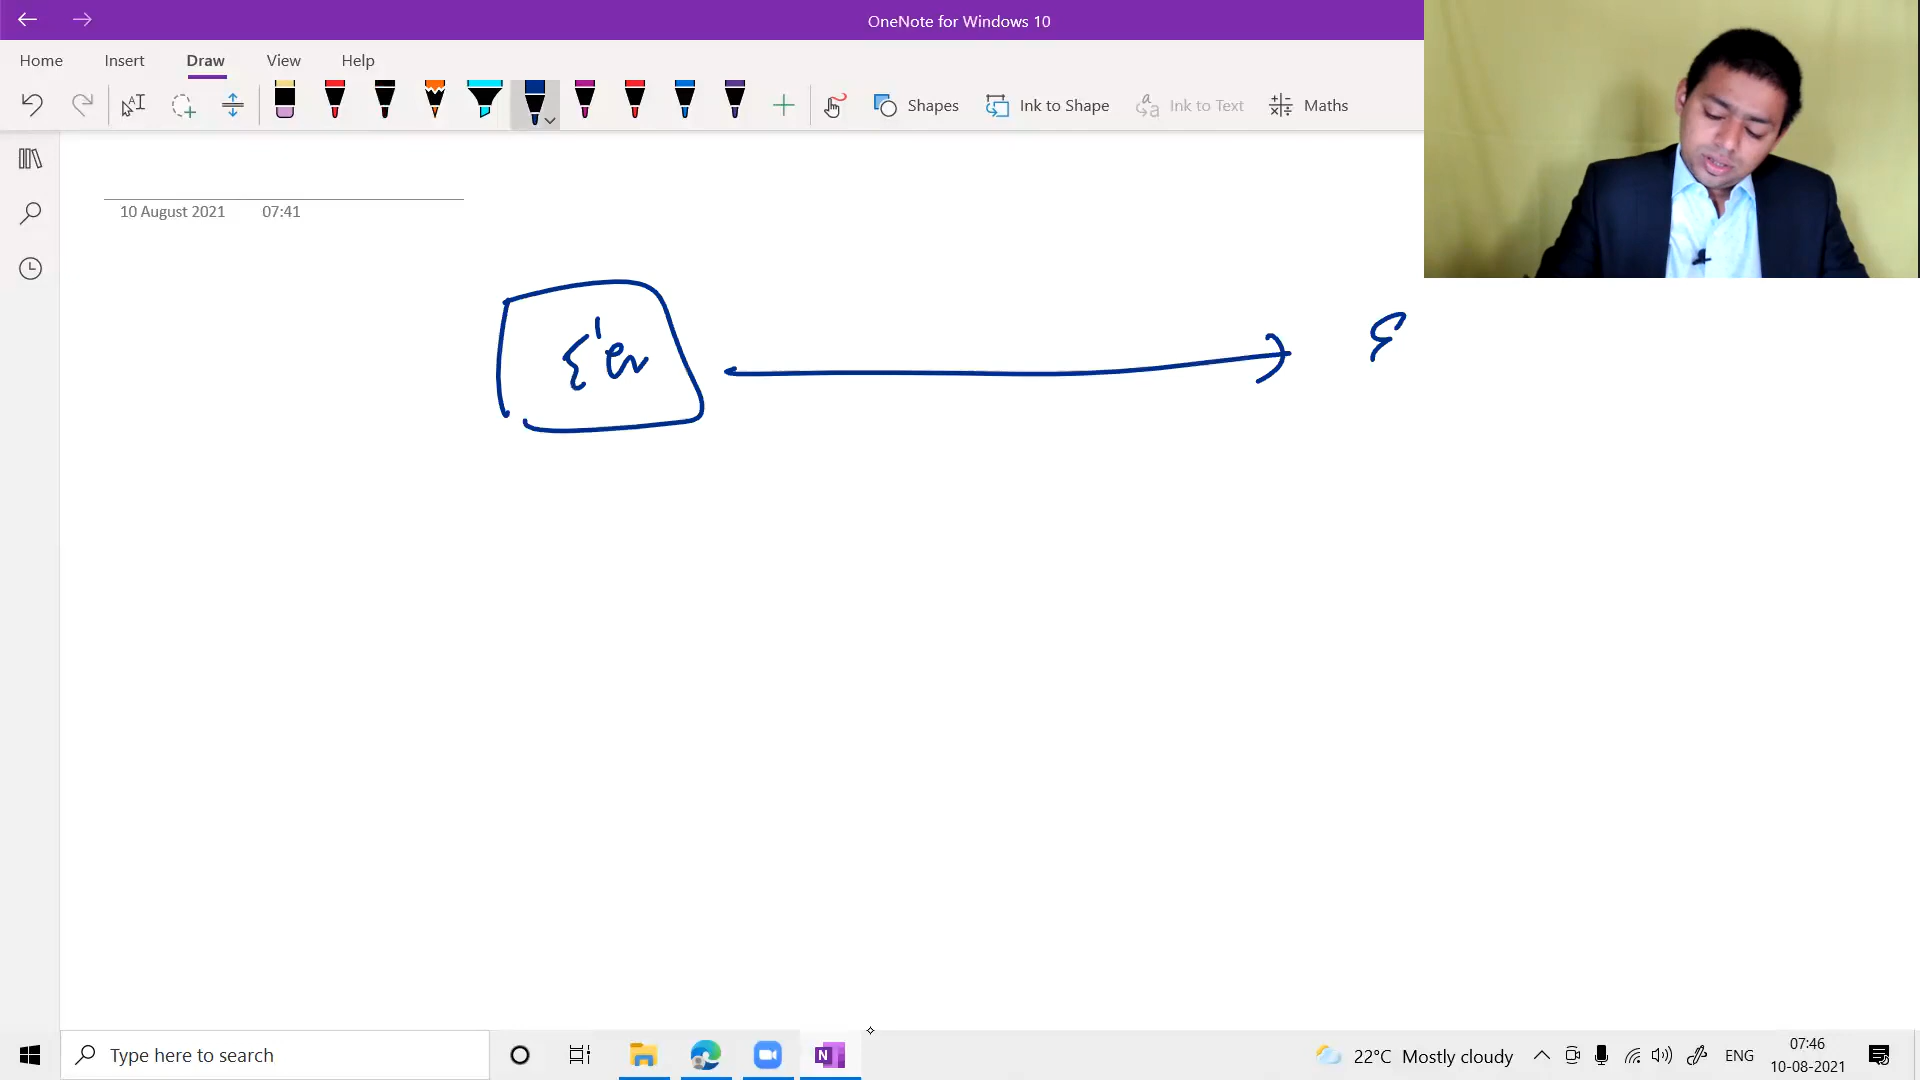 OneNote for Windows 10
Home Insert Draw View Help
Shapes Ink to Shape Ink to Text Maths
10 August 2021 07:41
Type here to search
22°C Mostly cloudy ENG 07:46
10-08-2021